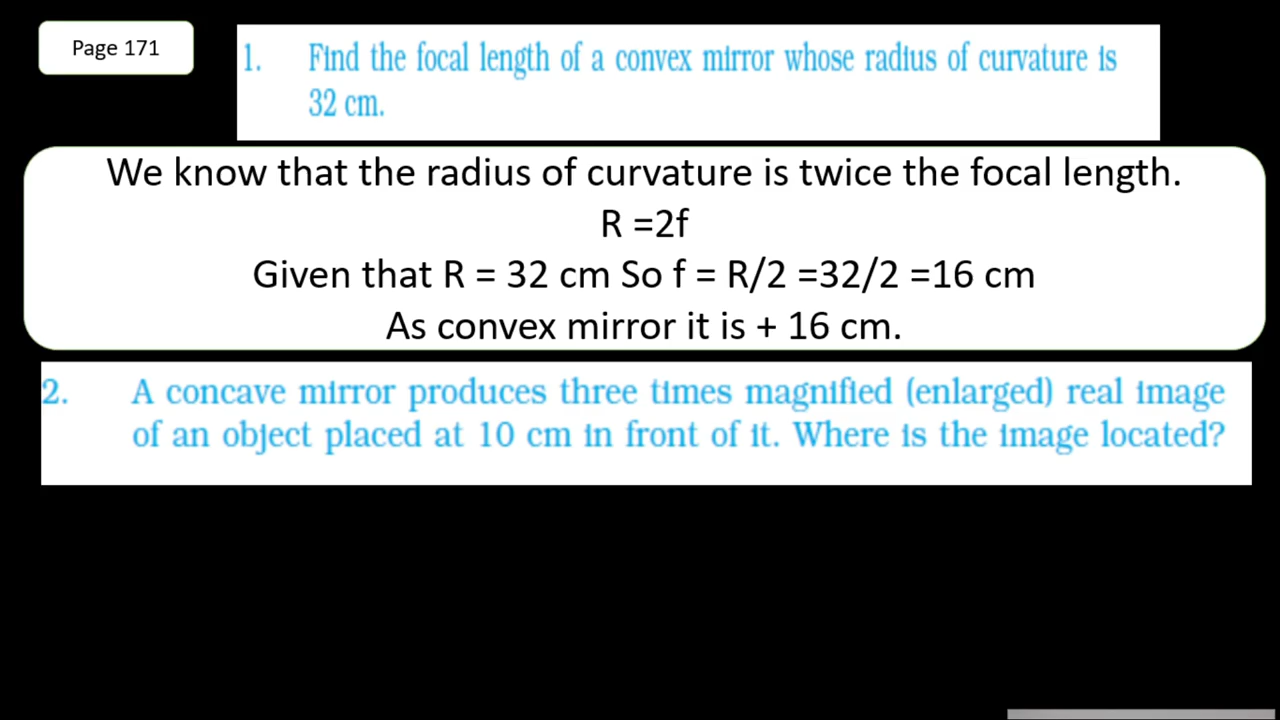 Page 171
1. Find the focal length of a convex mirror whose radius of curvature is
32 cm.
We know that the radius of curvature is twice the focal length.
R =2f
Given that R = 32 cm So f = R/2 =32/2 =16 cm
As convex mirror it is + 16 cm.
2. A concave mirror produces three times magnified (enlarged) real image
of an object placed at 10 cm in front of it. Where is the image located?